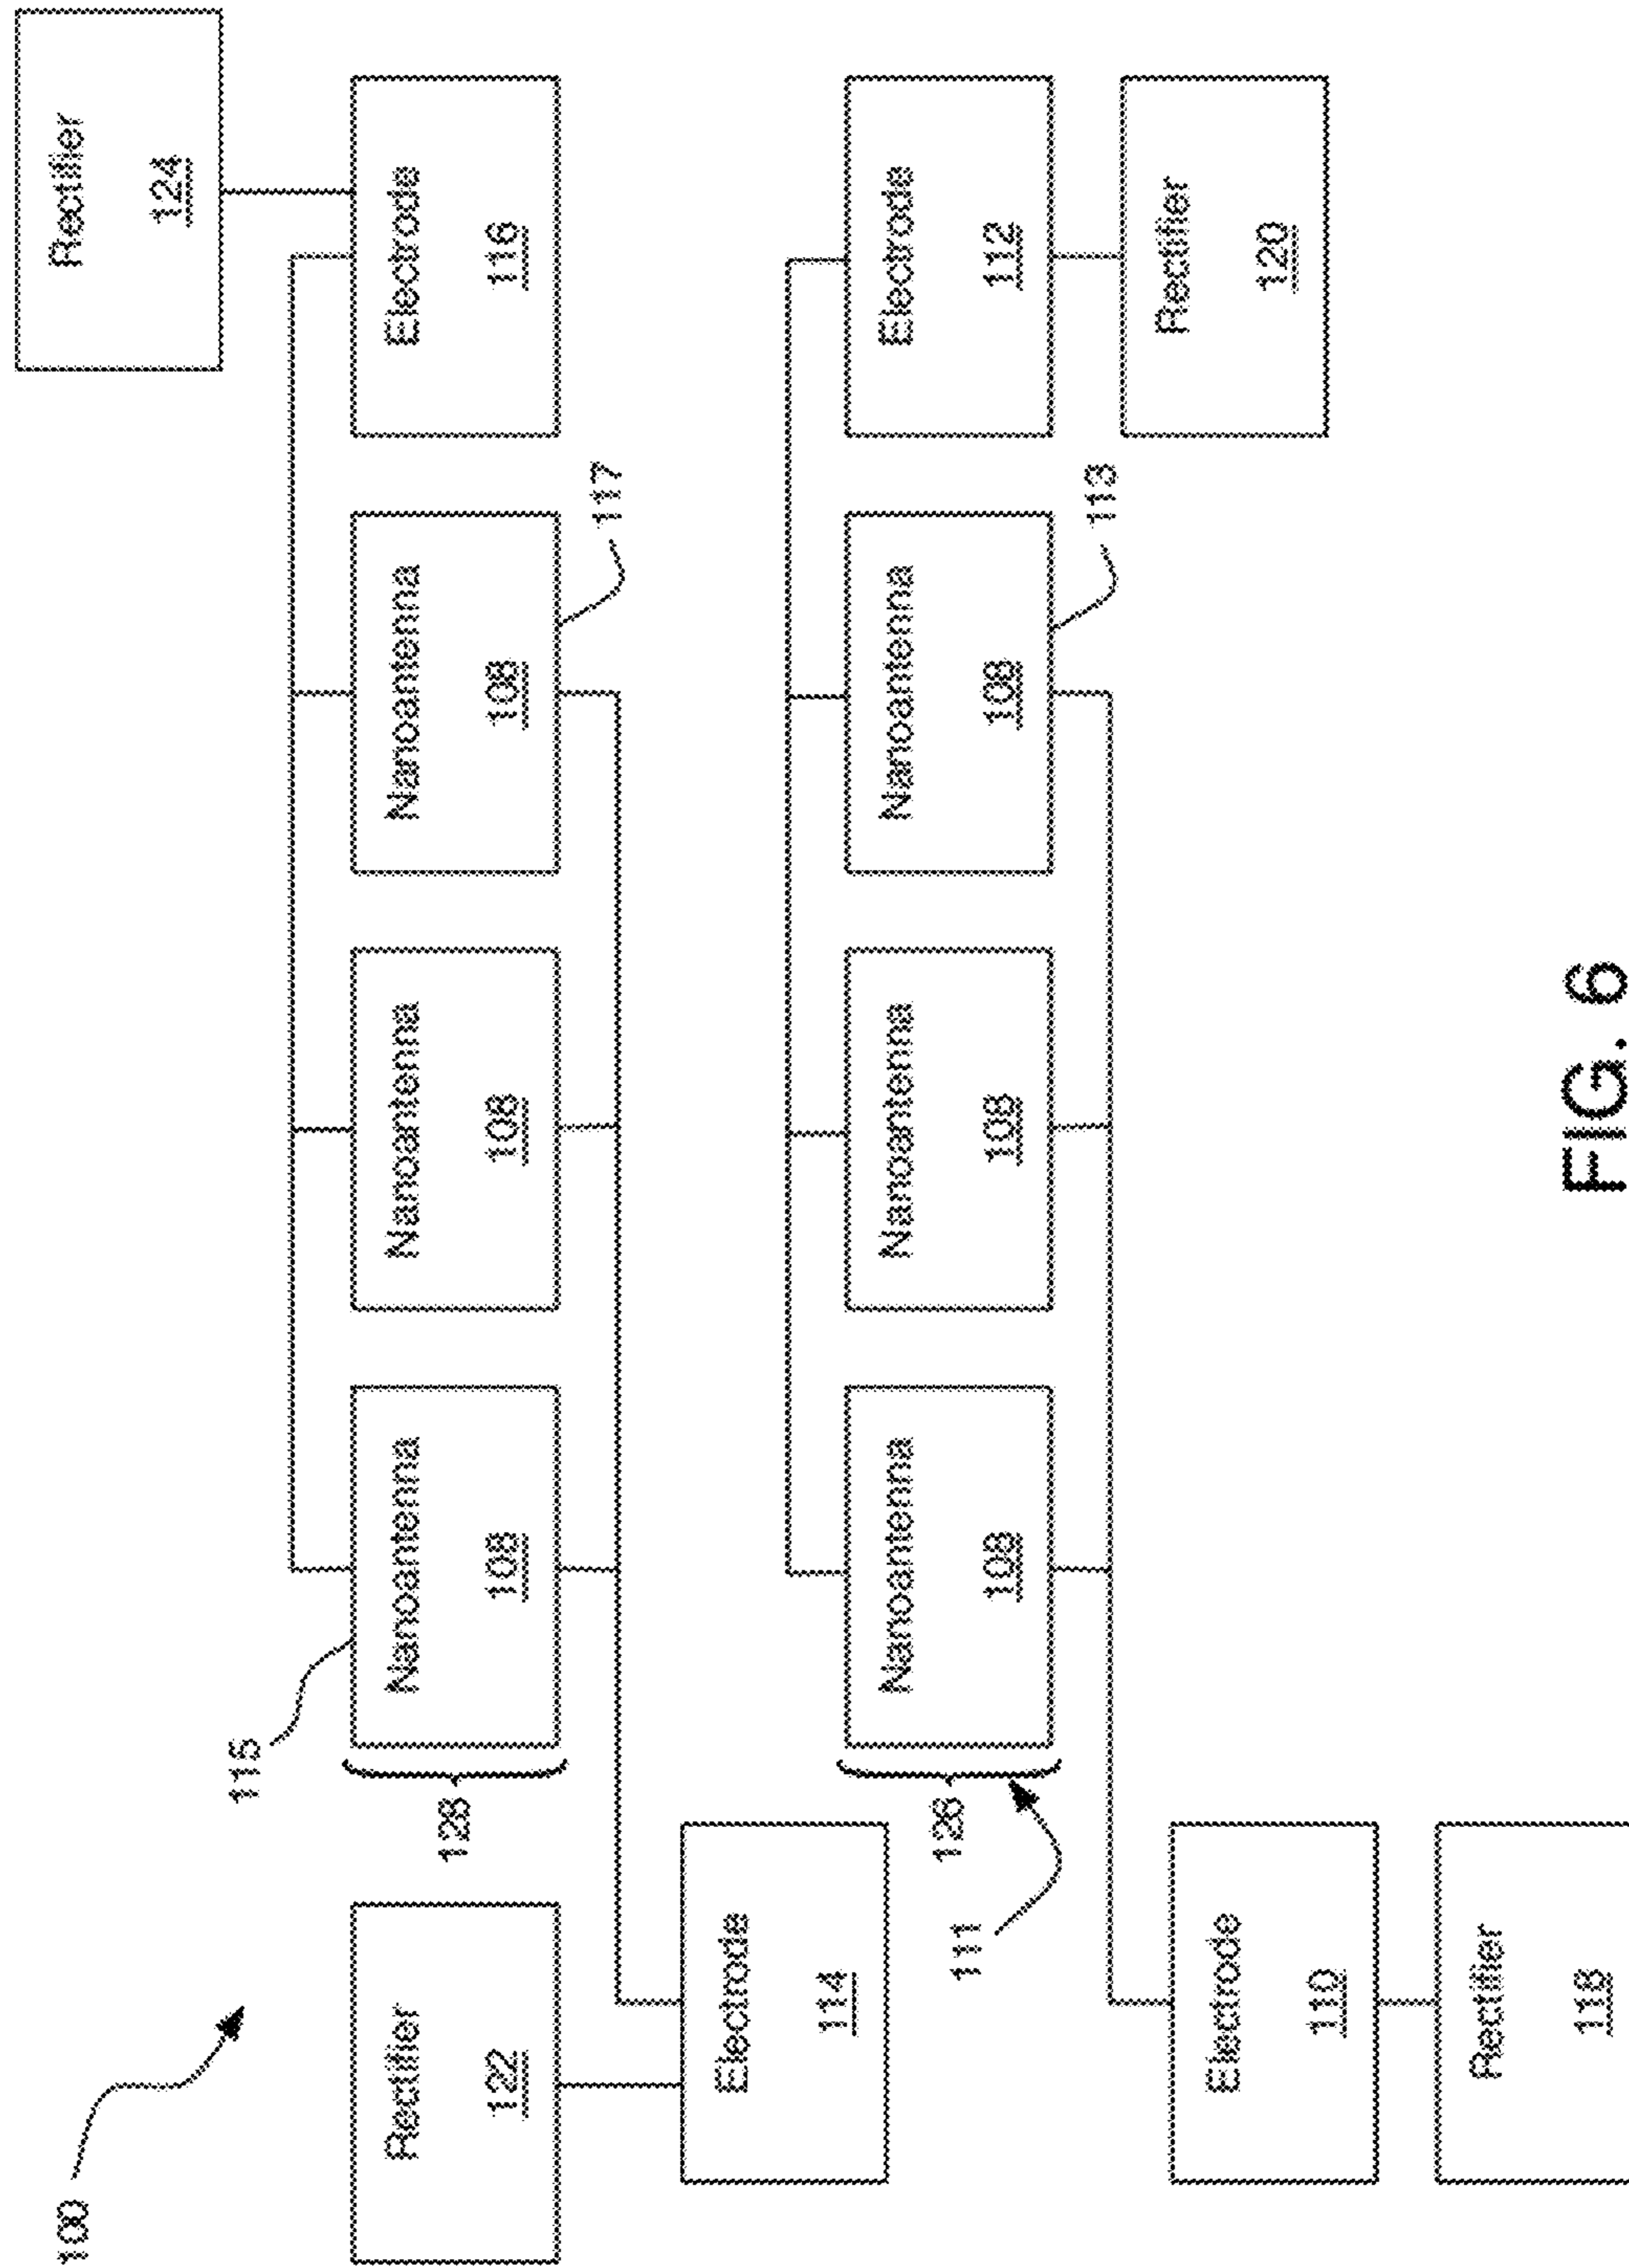 100
Rectifier
124
115
Rectifier
122
128
Nanoantenna
108
Nanoantenna
108
Nanoantenna
108
Electrode
116
117
Electrode
114
111
126
Nanoantenna
108
Nanoantenna
108
Nanoantenna
108
Electrode
112
113
Electrode
110
Rectifier
120
Rectifier
118
FIG. 6